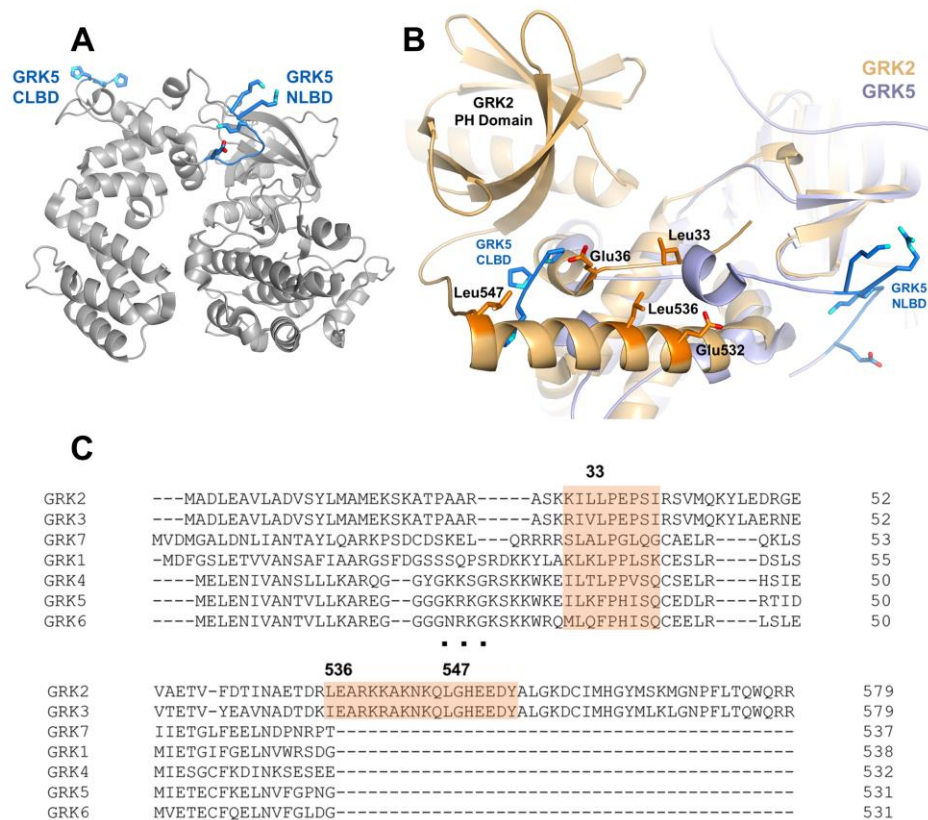 A
B
GRK5
CLBD
GRK5
NLBD
GRK2
PH Domain
GRK2
GRK5
GRK5
CLBD
Glu36
Leu33
Leu547
Leu536
Glu532
GRK5
NLBD
C
33
GRK2 ---MADLEAVLADVSYLMAMEKSKATPAAR-----ASKKILLPEPSIRSVMQKYLEDRGE 52
GRK3 ---MADLEAVLADVSYLMAMEKSKATPAAR-----ASKRIVLPEPSIRSVMQKYLAERNE 52
GRK7 MVDMGALDNLIANTAYLQARKPSDCDSKEL---QRRRRSLALPGLQGCAELR----QKLS 53
GRK1 -MDFGSLETVVANSAFIAARGSFDGSSSQPSRDKKYLAKLKLPPLSKCESLR----DSLS 55
GRK4 ---MELENIVANSLLLKARQG---GYGKKSGRSKKWKEILTLPPVSQCSELR----HSIE 50
GRK5 ---MELENIVANTVLLKAREG---GGGKRKGKSKKWKEILKFPHISQCEDLR----RTID 50
GRK6 ---MELENIVANTVLLKAREG---GGGNRKGKSKKWRQMLQFPHISQCEELR----LSLE 50
...
536 547
GRK2 VAETV-FDTINAETDRLEARKKAKNKQLGHEEDYALGKDCIMHGYMSKMGNPFLTQWQRR 579
GRK3 VTETV-YEAVNADTDKIEARKRAKNKQLGHEEDYALGKDCIMHGYMLKLGNPFLTQWQRR 579
GRK7 IIETGLFEELNDPNRPT------------------------------------------- 537
GRK1 MIETGIFGELNVWRSDG------------------------------------------- 538
GRK4 MIESGCFKDINKSESEE------------------------------------------- 532
GRK5 MIETECFKELNVFGPNG------------------------------------------- 531
GRK6 MVETECFQELNVFGLDG------------------------------------------- 531